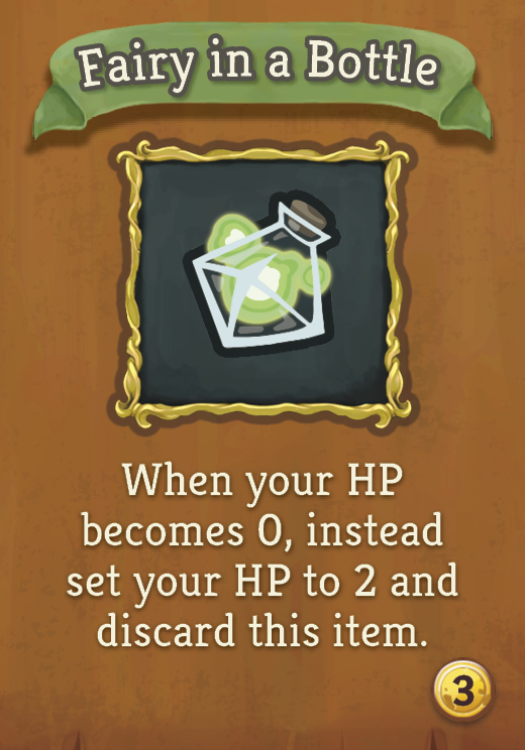 Fairy in a Bottle
When your HP
becomes 0, instead
set your HP to 2 and
discard this item.
3